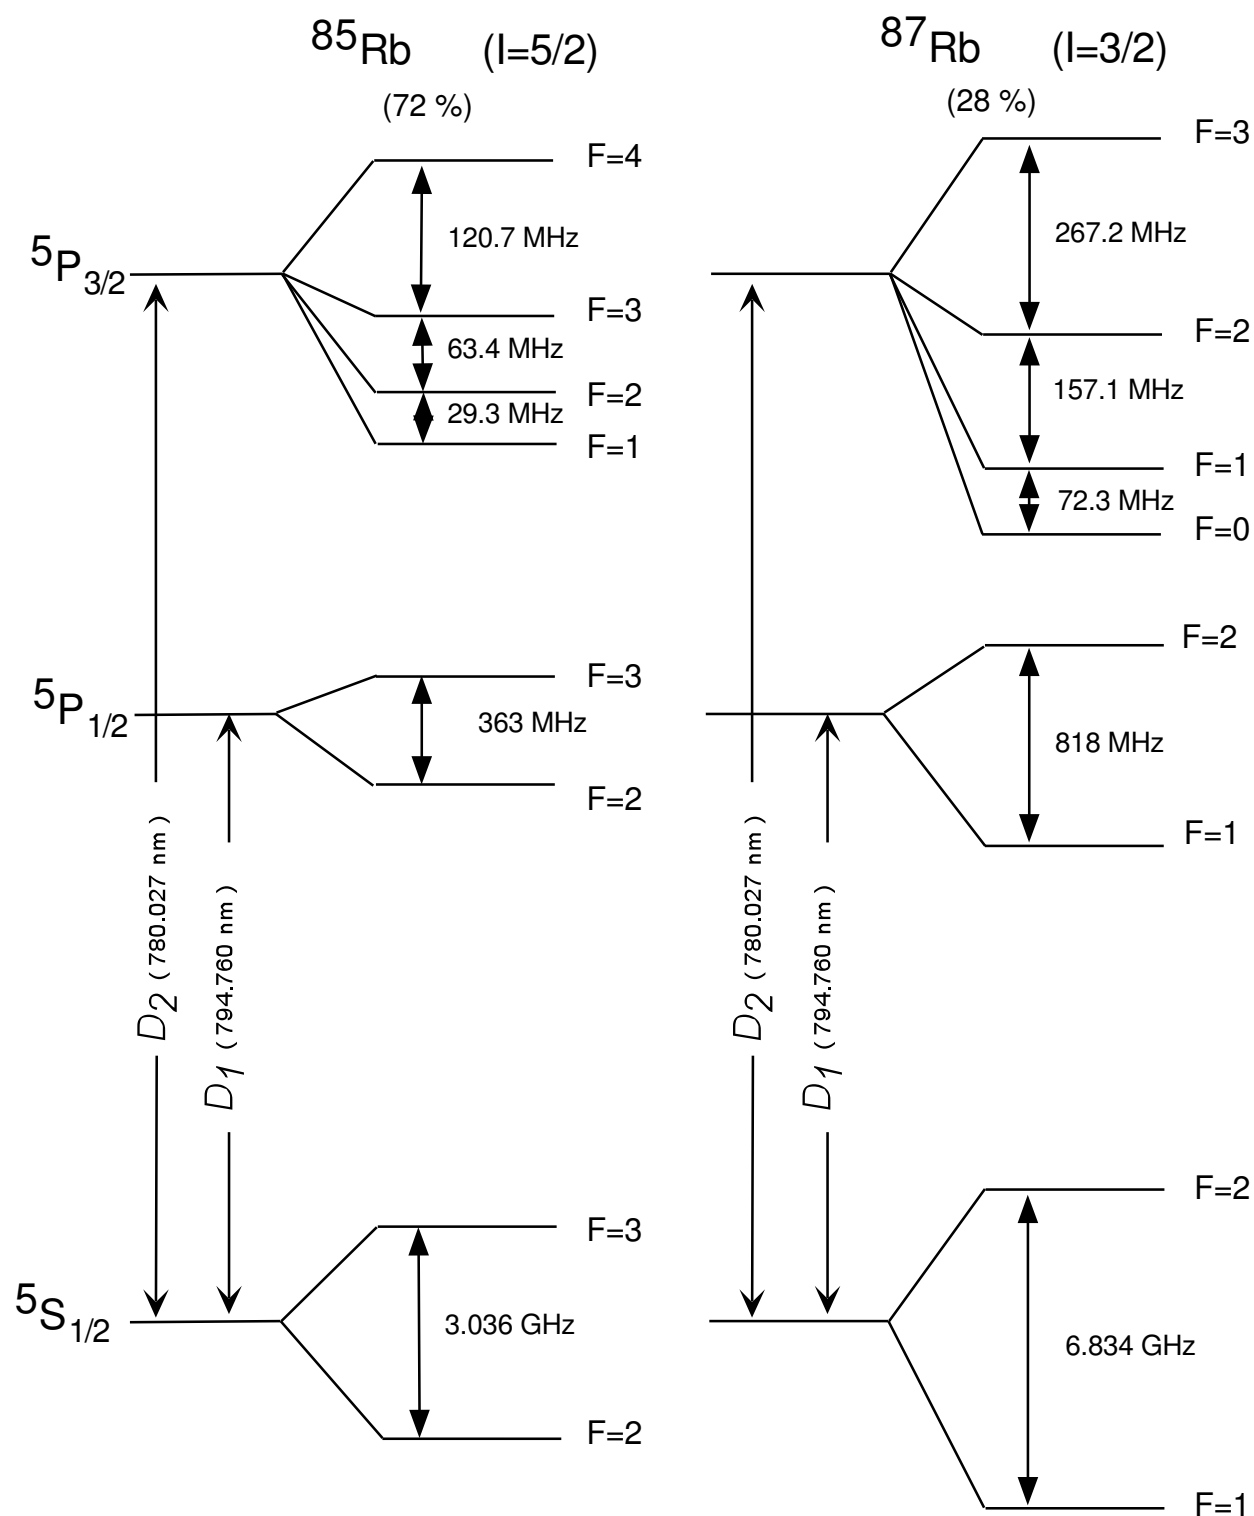 85Rb (I=5/2)
(72 %)
F=4
120.7 MHz
5P3/2
F=3
63.4 MHz
F=2
29.3 MHz
F=1
5P1/2
F=3
363 MHz
F=2
D2 ( 780.027 nm )
D1 ( 794.760 nm )
5S1/2
F=3
3.036 GHz
F=2
87Rb (I=3/2)
(28 %)
F=3
267.2 MHz
F=2
157.1 MHz
F=1
72.3 MHz
F=0
F=2
818 MHz
F=1
D2 ( 780.027 nm )
D1 ( 794.760 nm )
F=2
6.834 GHz
F=1